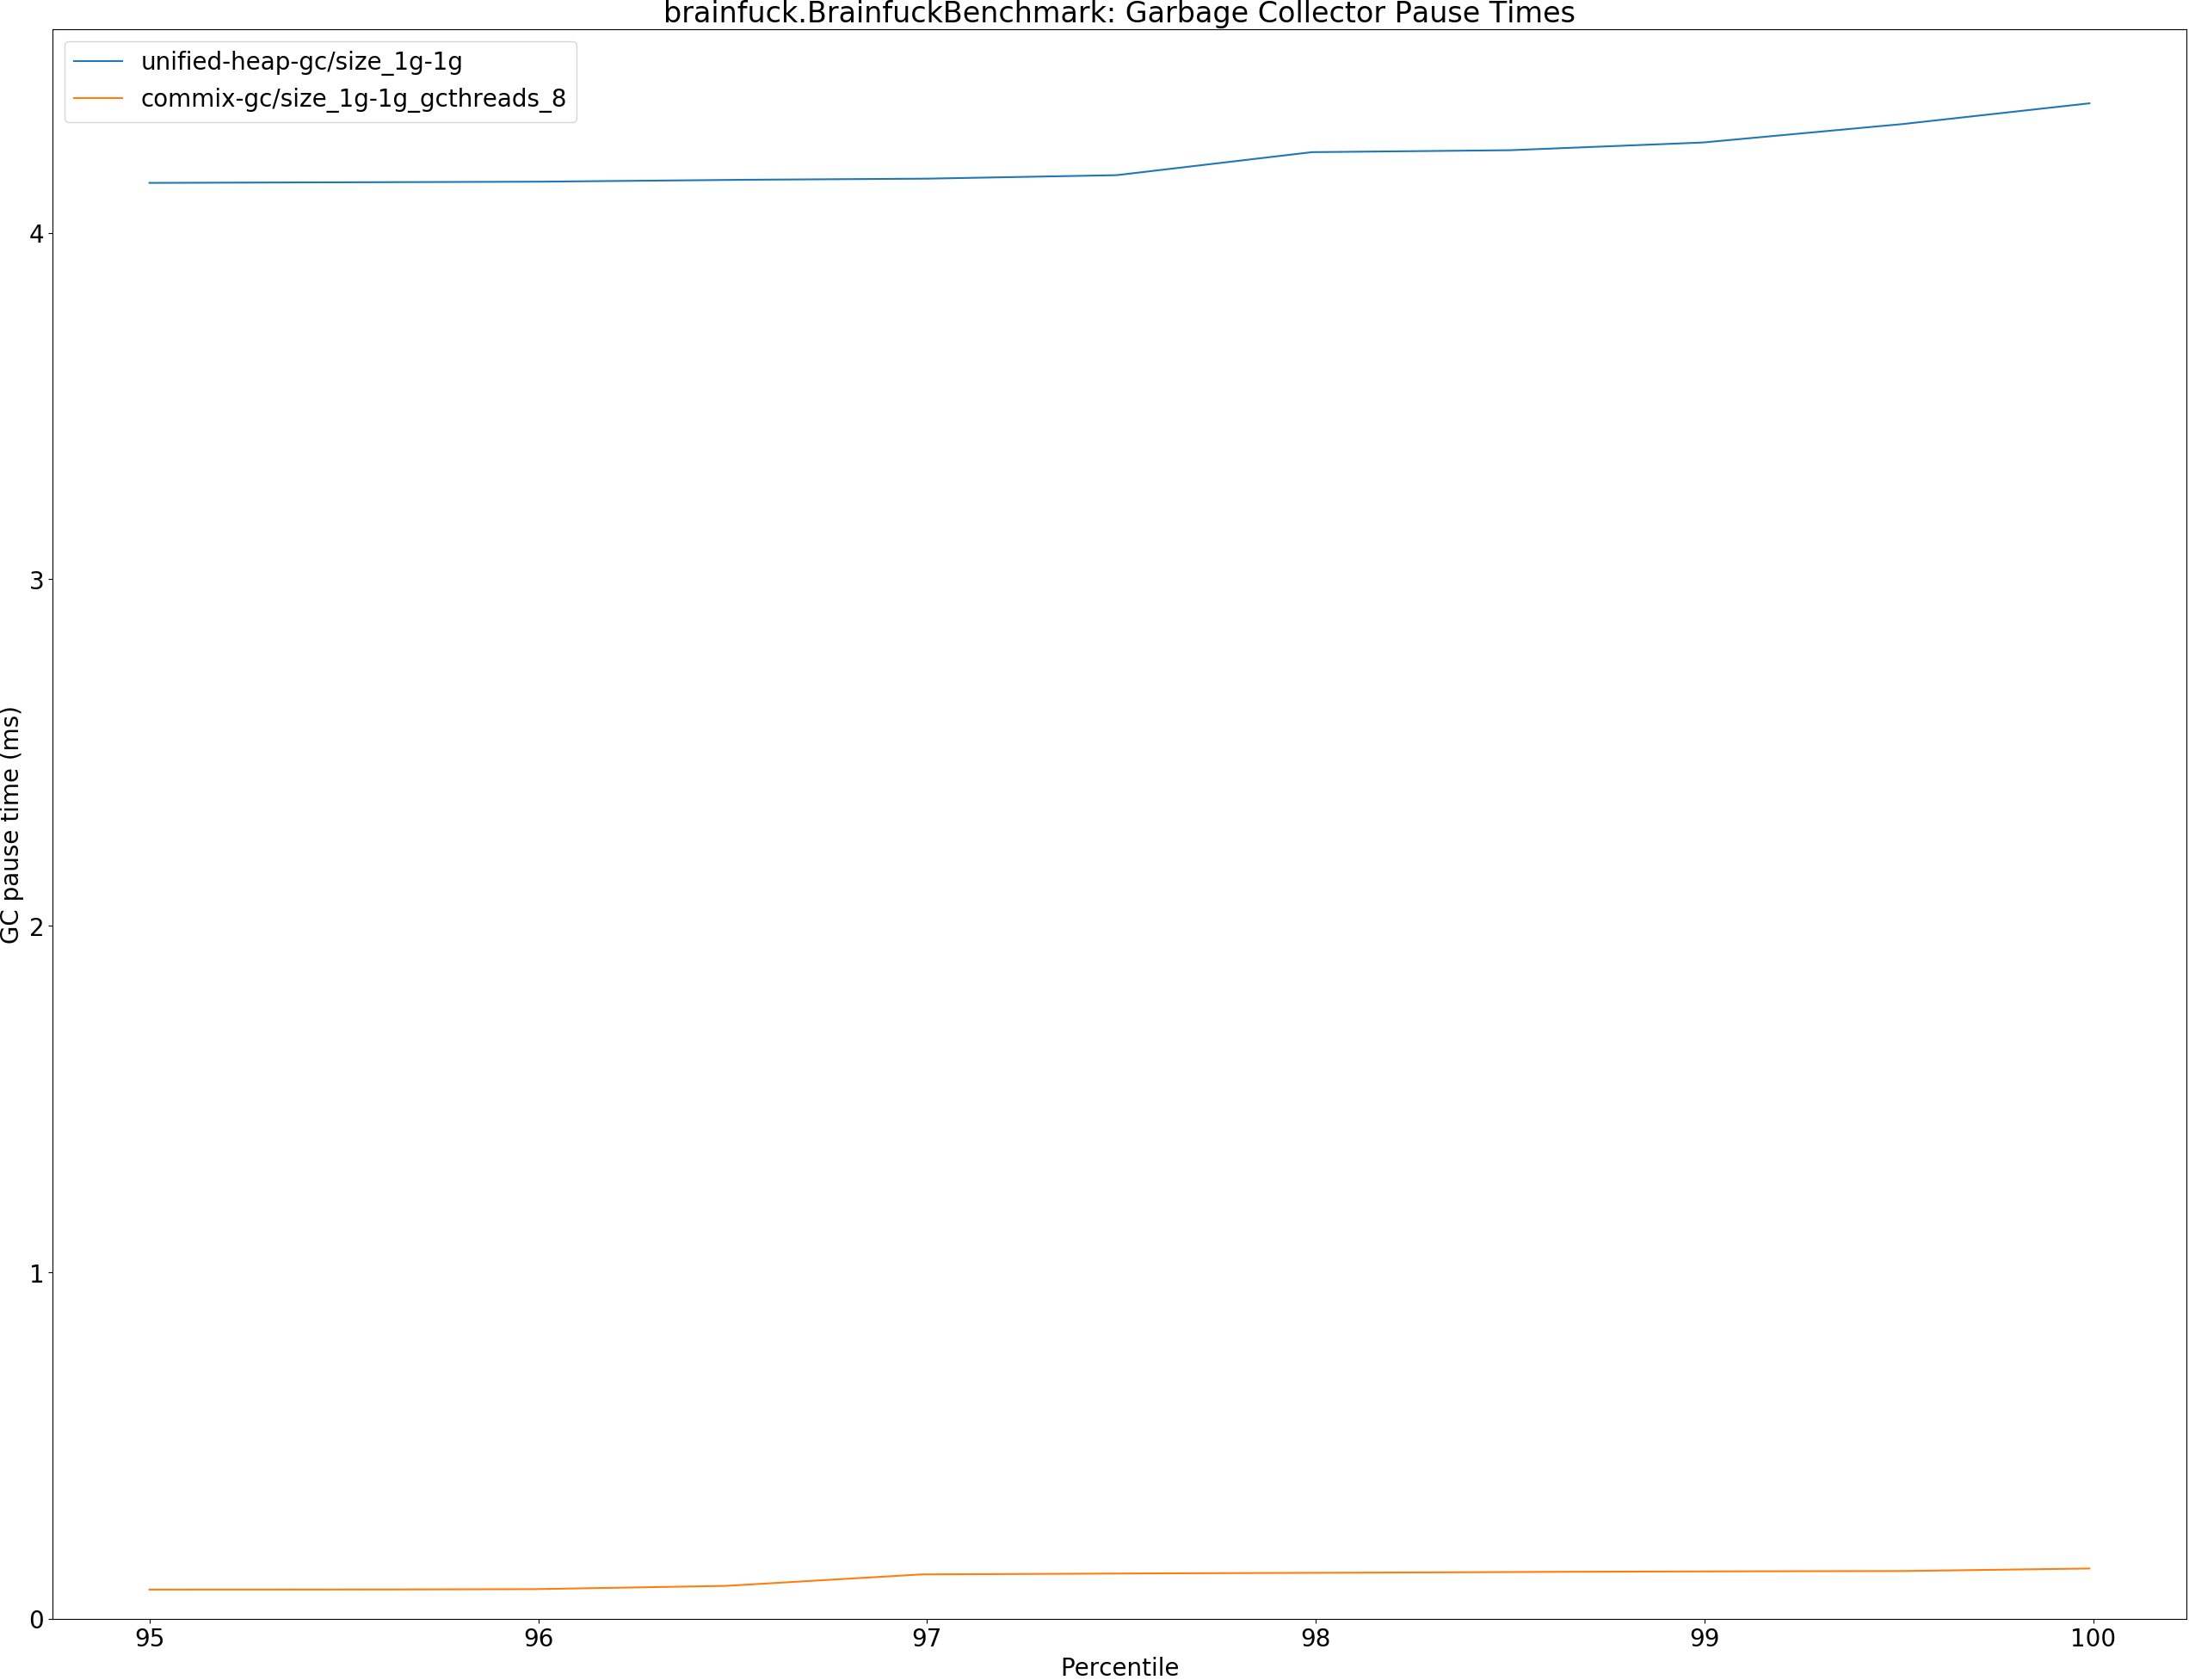 brainfuck.BrainfuckBenchmark: Garbage Collector Pause Times
unified-heap-gc/size_1g-1g
commix-gc/size_1g-1g_gcthreads_8
GC pause time (ms)
4
3
2
1
0
95 96 97 98 99 100
Percentile